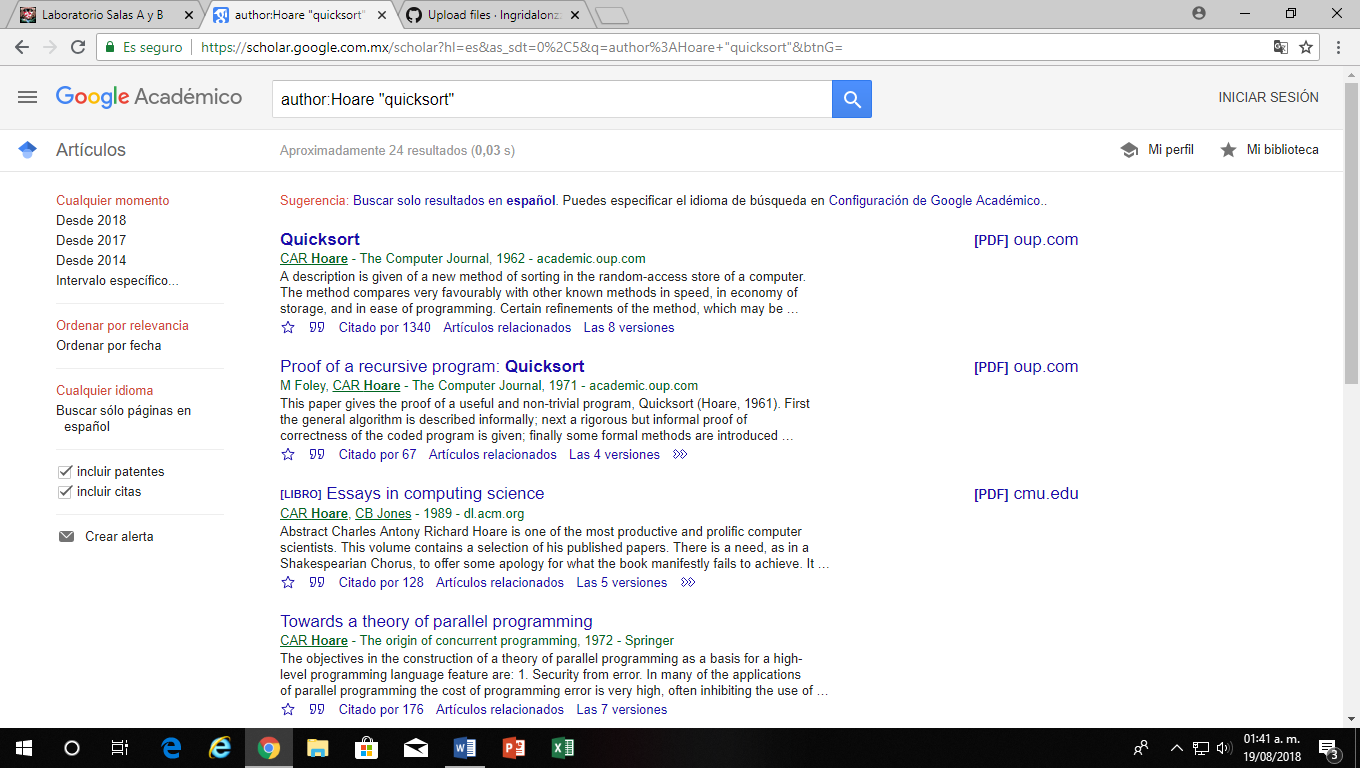 Laboratorio Salas A y B
author:Hoare "quicksort"
Upload files · Ingridalonz
Es seguro
https://scholar.google.com.mx/scholar?hl=es&as_sdt=0%2C5&q=author%3AHoare+"quicksort"&btnG=
Google Académico
author:Hoare "quicksort"
INICIAR SESIÓN
Artículos
Aproximadamente 24 resultados (0,03 s)
Mi perfil
Mi biblioteca
Cualquier momento
Desde 2018
Desde 2017
Desde 2014
Intervalo específico...
Ordenar por relevancia
Ordenar por fecha
Cualquier idioma
Buscar sólo páginas en
español
incluir patentes
incluir citas
Crear alerta
Sugerencia: Buscar solo resultados en español. Puedes especificar el idioma de búsqueda en Configuración de Google Académico..
Quicksort
[PDF] oup.com
CAR Hoare - The Computer Journal, 1962 - academic.oup.com
A description is given of a new method of sorting in the random-access store of a computer.
The method compares very favourably with other known methods in speed, in economy of
storage, and in ease of programming. Certain refinements of the method, which may be …
Citado por 1340 Artículos relacionados Las 8 versiones
Proof of a recursive program: Quicksort
[PDF] oup.com
M Foley, CAR Hoare - The Computer Journal, 1971 - academic.oup.com
This paper gives the proof of a useful and non-trivial program, Quicksort (Hoare, 1961). First
the general algorithm is described informally; next a rigorous but informal proof of
correctness of the coded program is given; finally some formal methods are introduced …
Citado por 67 Artículos relacionados Las 4 versiones
[LIBRO] Essays in computing science
[PDF] cmu.edu
CAR Hoare, CB Jones - 1989 - dl.acm.org
Abstract Charles Antony Richard Hoare is one of the most productive and prolific computer
scientists. This volume contains a selection of his published papers. There is a need, as in a
Shakespearian Chorus, to offer some apology for what the book manifestly fails to achieve. It …
Citado por 128 Artículos relacionados Las 5 versiones
Towards a theory of parallel programming
CAR Hoare - The origin of concurrent programming, 1972 - Springer
The objectives in the construction of a theory of parallel programming as a basis for a high-
level programming language feature are: 1. Security from error. In many of the applications
of parallel programming the cost of programming error is very high, often inhibiting the use of …
Citado por 176 Artículos relacionados Las 7 versiones
01:41 a. m.
19/08/2018
3